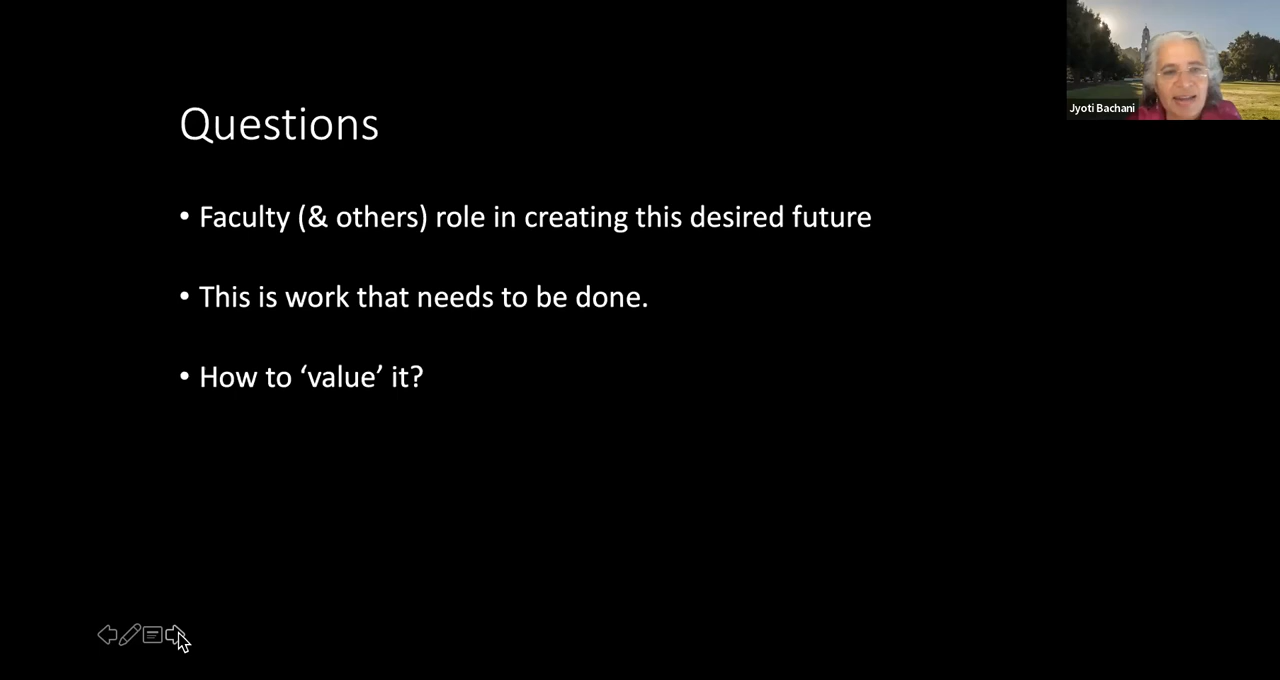 Jyoti Bachani
Questions
• Faculty (& others) role in creating this desired future
• This is work that needs to be done.
• How to ‘value’ it?